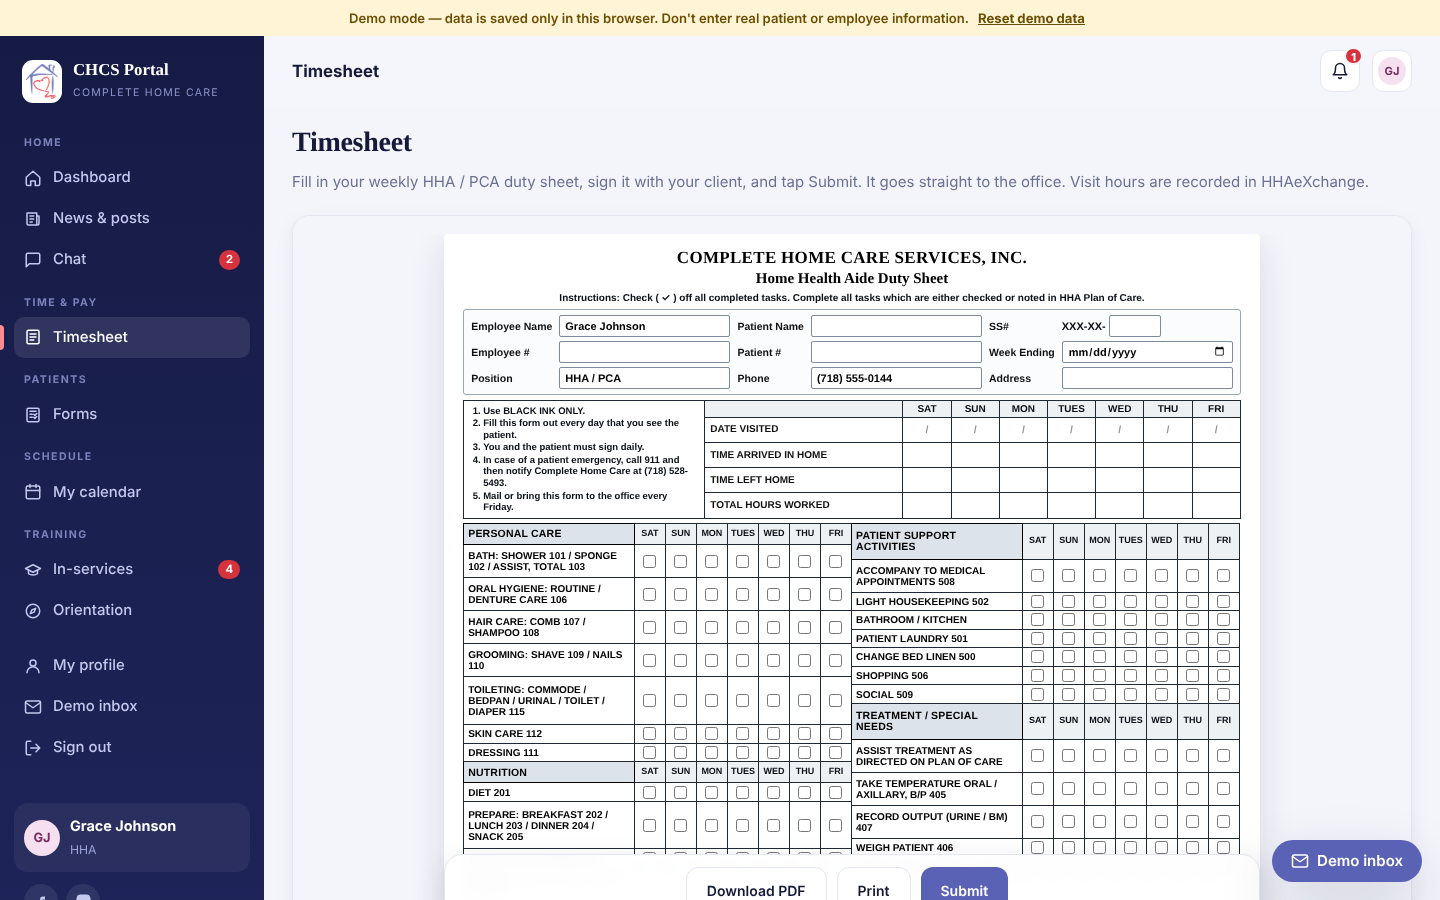 Demo mode — data is saved only in this browser. Don't enter real patient or employee information. Reset demo data
CHCS Portal
COMPLETE HOME CARE
HOME
Dashboard
News & posts
Chat 2
TIME & PAY
Timesheet
PATIENTS
Forms
SCHEDULE
My calendar
TRAINING
In-services 4
Orientation
My profile
Demo inbox
Sign out
GJ
Grace Johnson
HHA
Timesheet
1
GJ
Timesheet
Fill in your weekly HHA / PCA duty sheet, sign it with your client, and tap Submit. It goes straight to the office. Visit hours are recorded in HHAeXchange.
COMPLETE HOME CARE SERVICES, INC.
Home Health Aide Duty Sheet
Instructions: Check ( ✓ ) off all completed tasks. Complete all tasks which are either checked or noted in HHA Plan of Care.
Employee Name Grace Johnson Patient Name SS# XXX-XX-
Employee # Patient # Week Ending mm/dd/yyyy
Position HHA / PCA Phone (718) 555-0144 Address
1. Use BLACK INK ONLY.
2. Fill this form out every day that you see the
patient.
3. You and the patient must sign daily.
4. In case of a patient emergency, call 911 and
then notify Complete Home Care at (718) 528-
5493.
5. Mail or bring this form to the office every
Friday.
SAT SUN MON TUES WED THU FRI
DATE VISITED / / / / / / /
TIME ARRIVED IN HOME
TIME LEFT HOME
TOTAL HOURS WORKED
PERSONAL CARE SAT SUN MON TUES WED THU FRI
BATH: SHOWER 101 / SPONGE
102 / ASSIST, TOTAL 103
ORAL HYGIENE: ROUTINE /
DENTURE CARE 106
HAIR CARE: COMB 107 /
SHAMPOO 108
GROOMING: SHAVE 109 / NAILS
110
TOILETING: COMMODE /
BEDPAN / URINAL / TOILET /
DIAPER 115
SKIN CARE 112
DRESSING 111
NUTRITION SAT SUN MON TUES WED THU FRI
DIET 201
PREPARE: BREAKFAST 202 /
LUNCH 203 / DINNER 204 /
SNACK 205
PATIENT SUPPORT
ACTIVITIES SAT SUN MON TUES WED THU FRI
ACCOMPANY TO MEDICAL
APPOINTMENTS 508
LIGHT HOUSEKEEPING 502
BATHROOM / KITCHEN
PATIENT LAUNDRY 501
CHANGE BED LINEN 500
SHOPPING 506
SOCIAL 509
TREATMENT / SPECIAL
NEEDS SAT SUN MON TUES WED THU FRI
ASSIST TREATMENT AS
DIRECTED ON PLAN OF CARE
TAKE TEMPERATURE ORAL /
AXILLARY, B/P 405
RECORD OUTPUT (URINE / BM)
407
WEIGH PATIENT 406
Download PDF Print Submit
Demo inbox